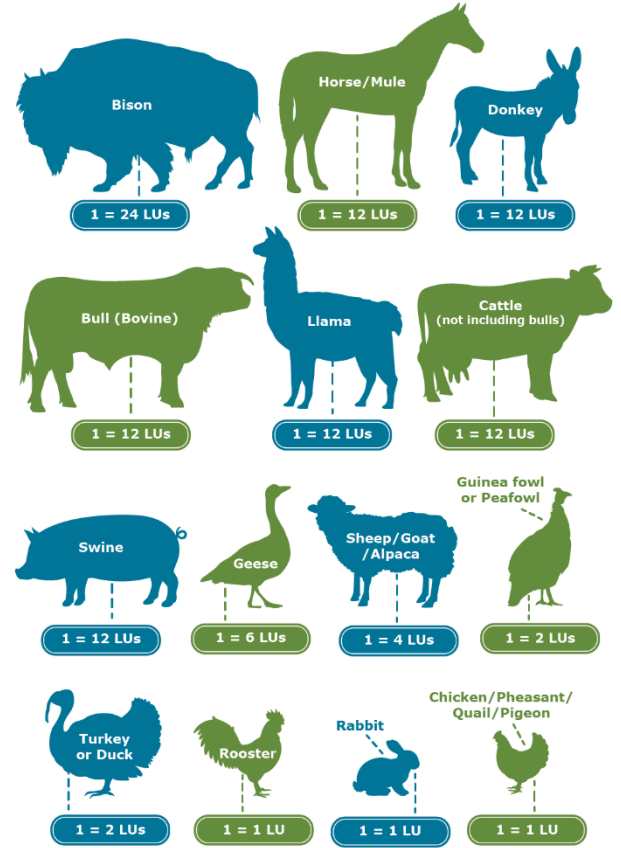 Bison
Horse/Mule
Donkey
1 = 24 LUs
1 = 12 LUs
1 = 12 LUs
Bull (Bovine)
Llama
Cattle
(not including bulls)
1 = 12 LUs
1 = 12 LUs
1 = 12 LUs
Swine
Geese
Sheep/Goat
/Alpaca
Guinea fowl
or Peafowl
1 = 12 LUs
1 = 6 LUs
1 = 4 LUs
1 = 2 LUs
Turkey
or Duck
Rooster
Rabbit
Chicken/Pheasant/
Quail/Pigeon
1 = 2 LUs
1 = 1 LU
1 = 1 LU
1 = 1 LU